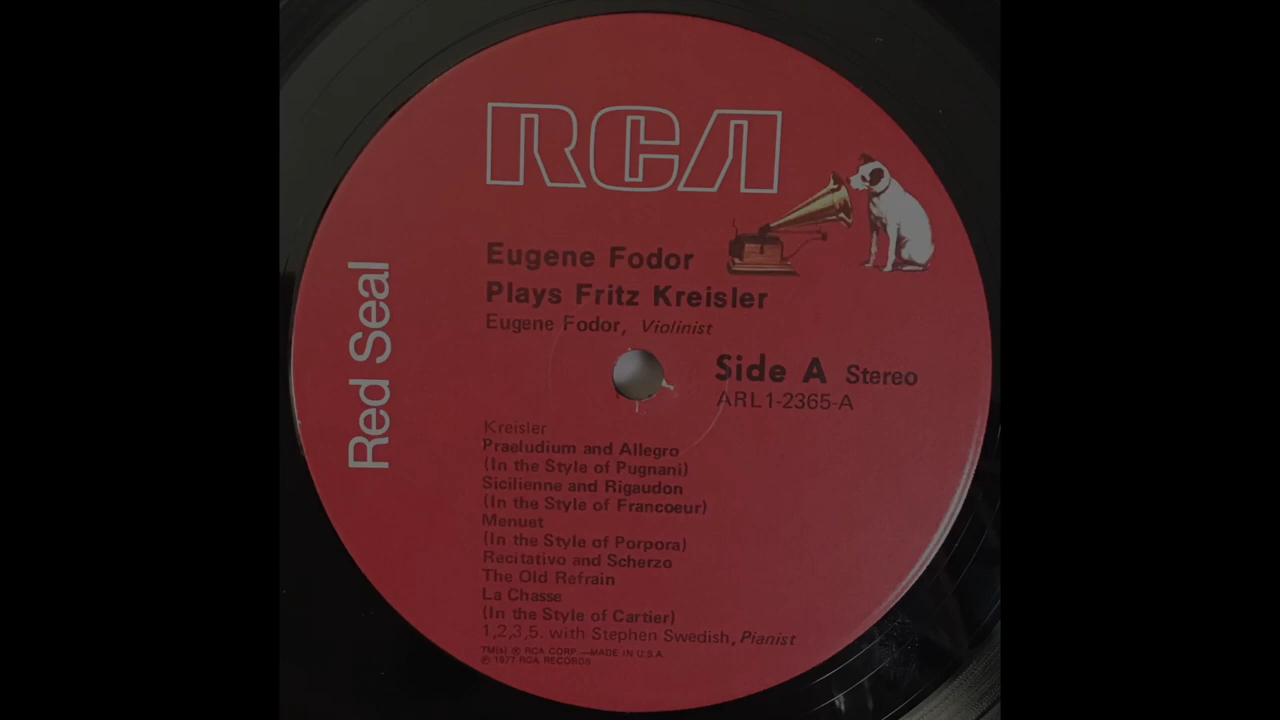 RCA
Red Seal
Eugene Fodor
Plays Fritz Kreisler
Eugene Fodor, Violinist
Side A Stereo
ARL1-2365-A
Kreisler
Praeludium and Allegro
(In the Style of Pugnani)
Sicilienne and Rigaudon
(In the Style of Francoeur)
Menuet
(In the Style of Porpora)
Recitativo and Scherzo
The Old Refrain
La Chasse
(In the Style of Cartier)
1,2,3,5. with Stephen Swedish, Pianist
TM(s) ® RCA CORP.—MADE IN U.S.A.
℗ 1977 RCA RECORDS